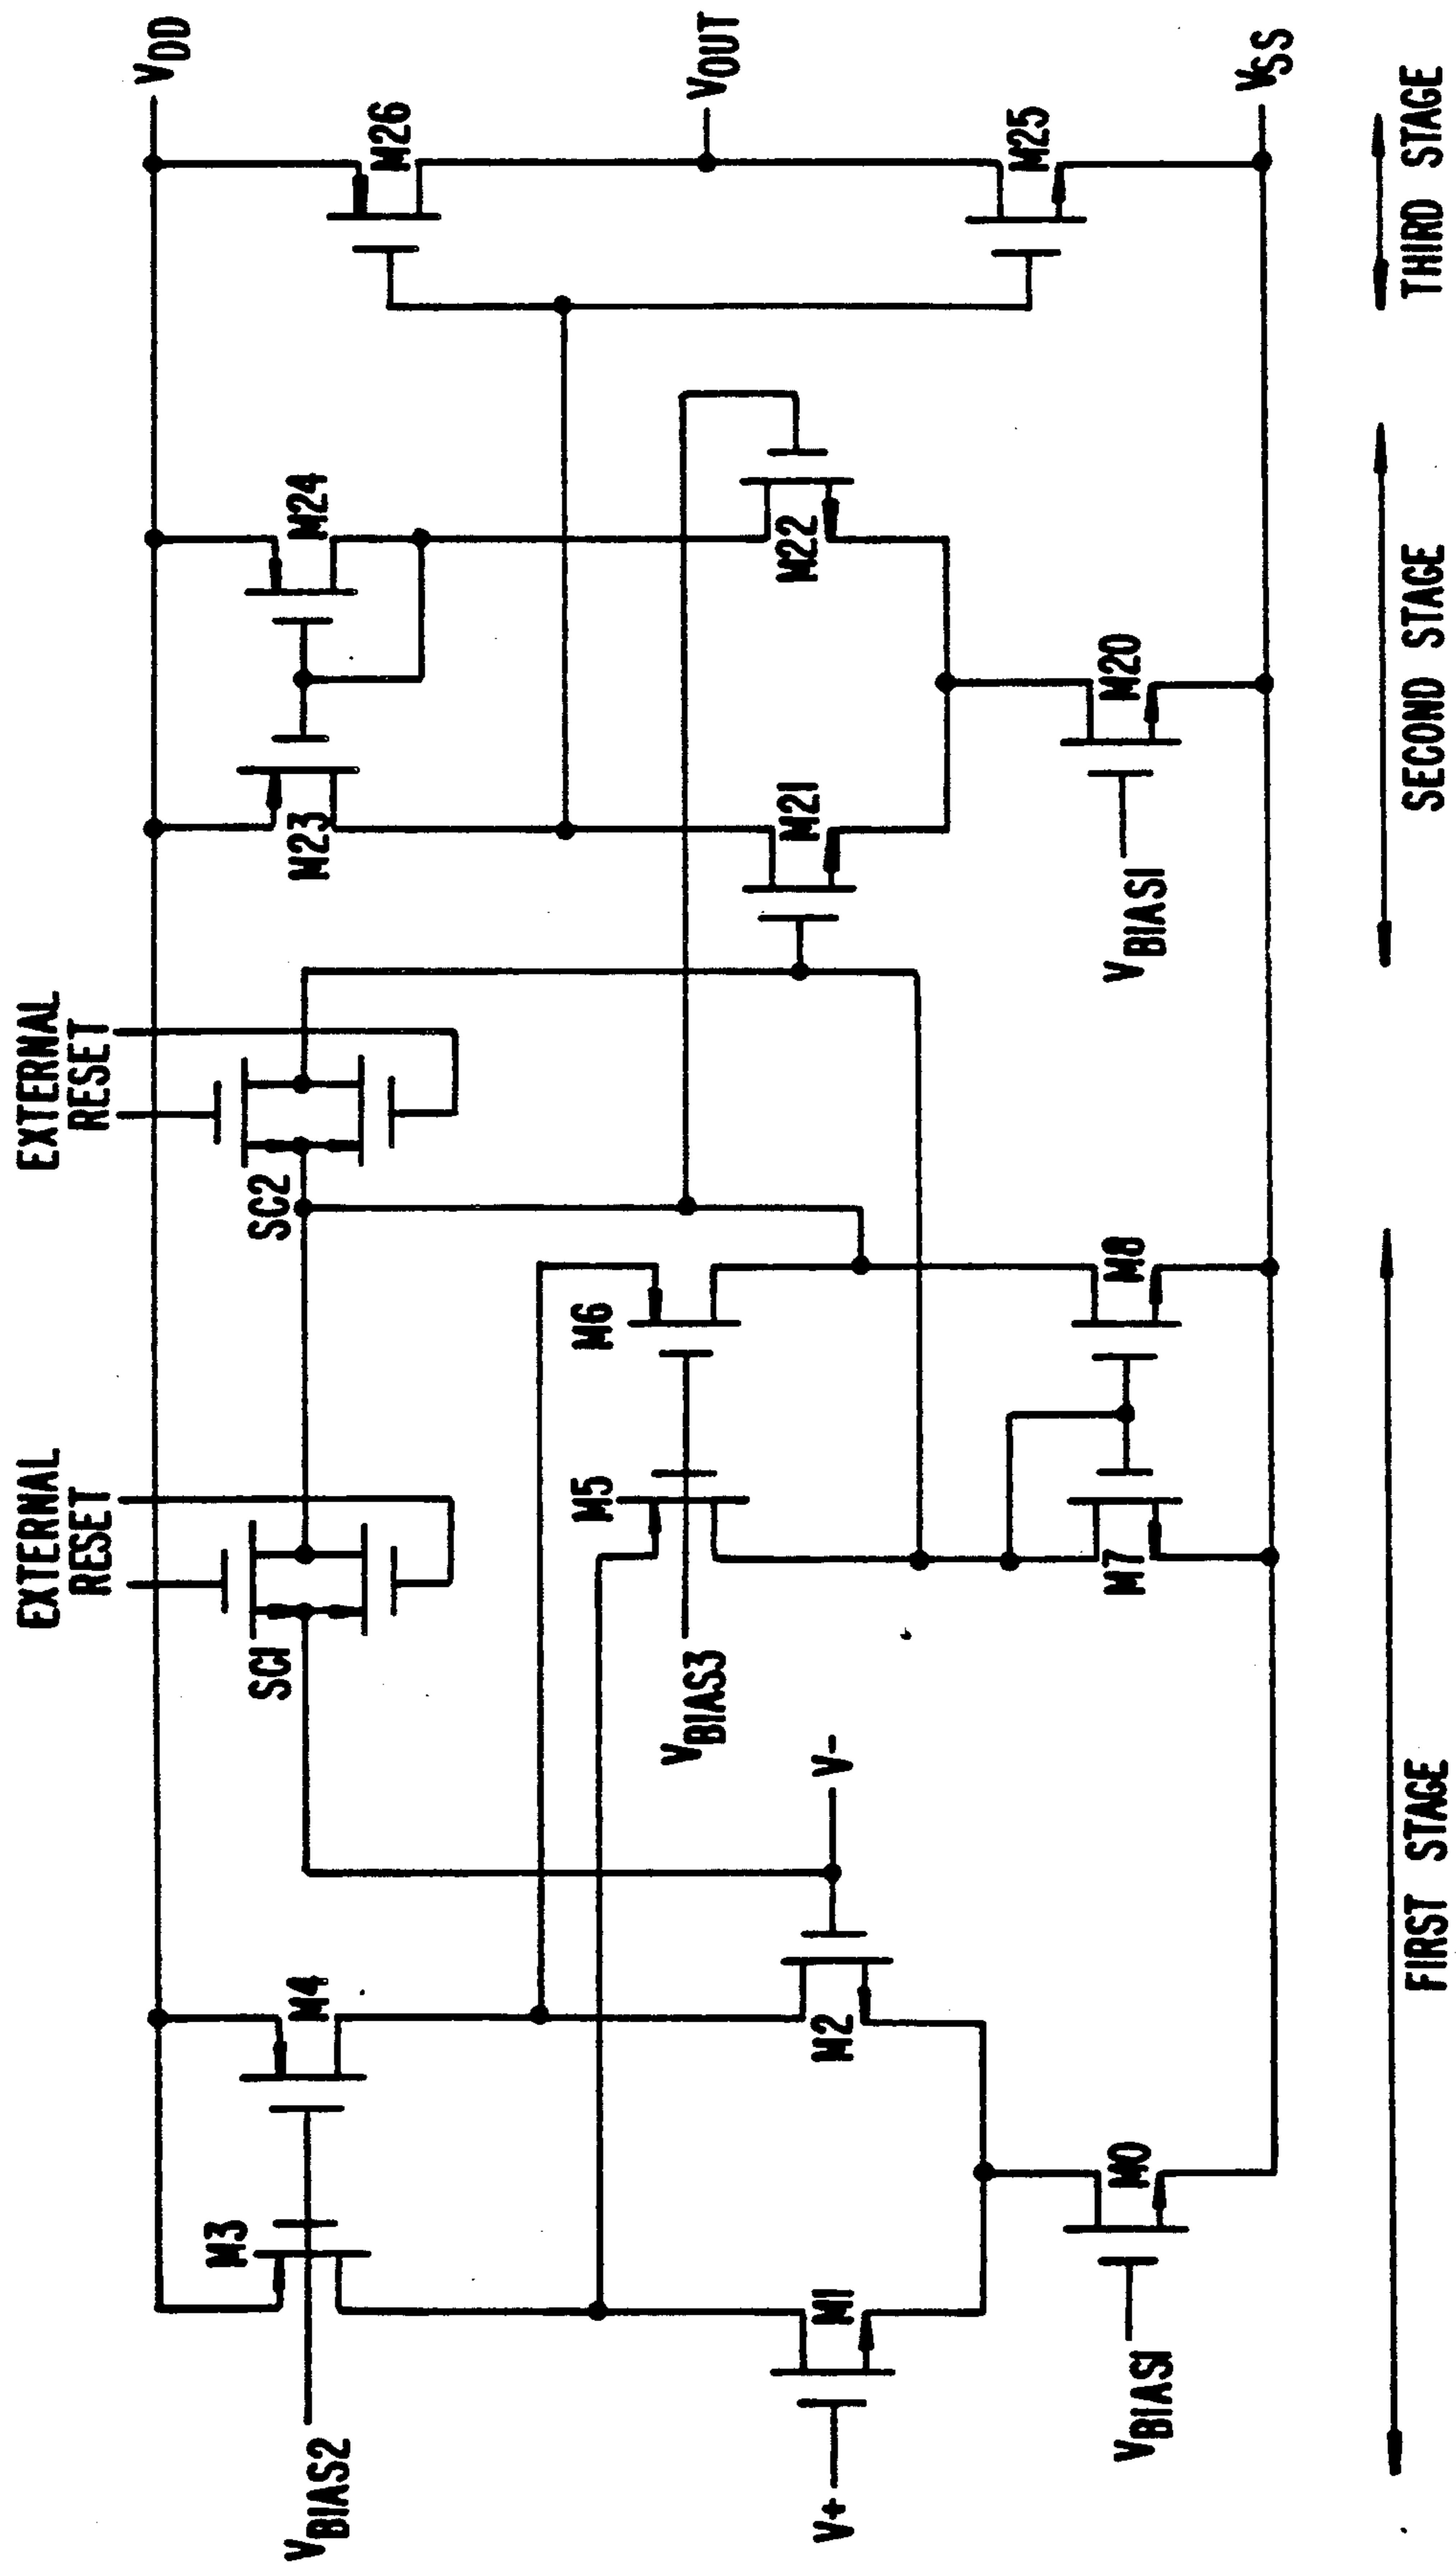 EXTERNAL
RESET
EXTERNAL
RESET
VDD
VBIAS2
M3
M4
SC1
SC2
M23
M24
M26
M5
M6
VBIAS3
VOUT
V+
M1
M2
V-
M21
M22
M25
VBIAS1
M0
M7
M8
VBIAS1
M20
VSS
FIRST STAGE
SECOND STAGE
THIRD STAGE